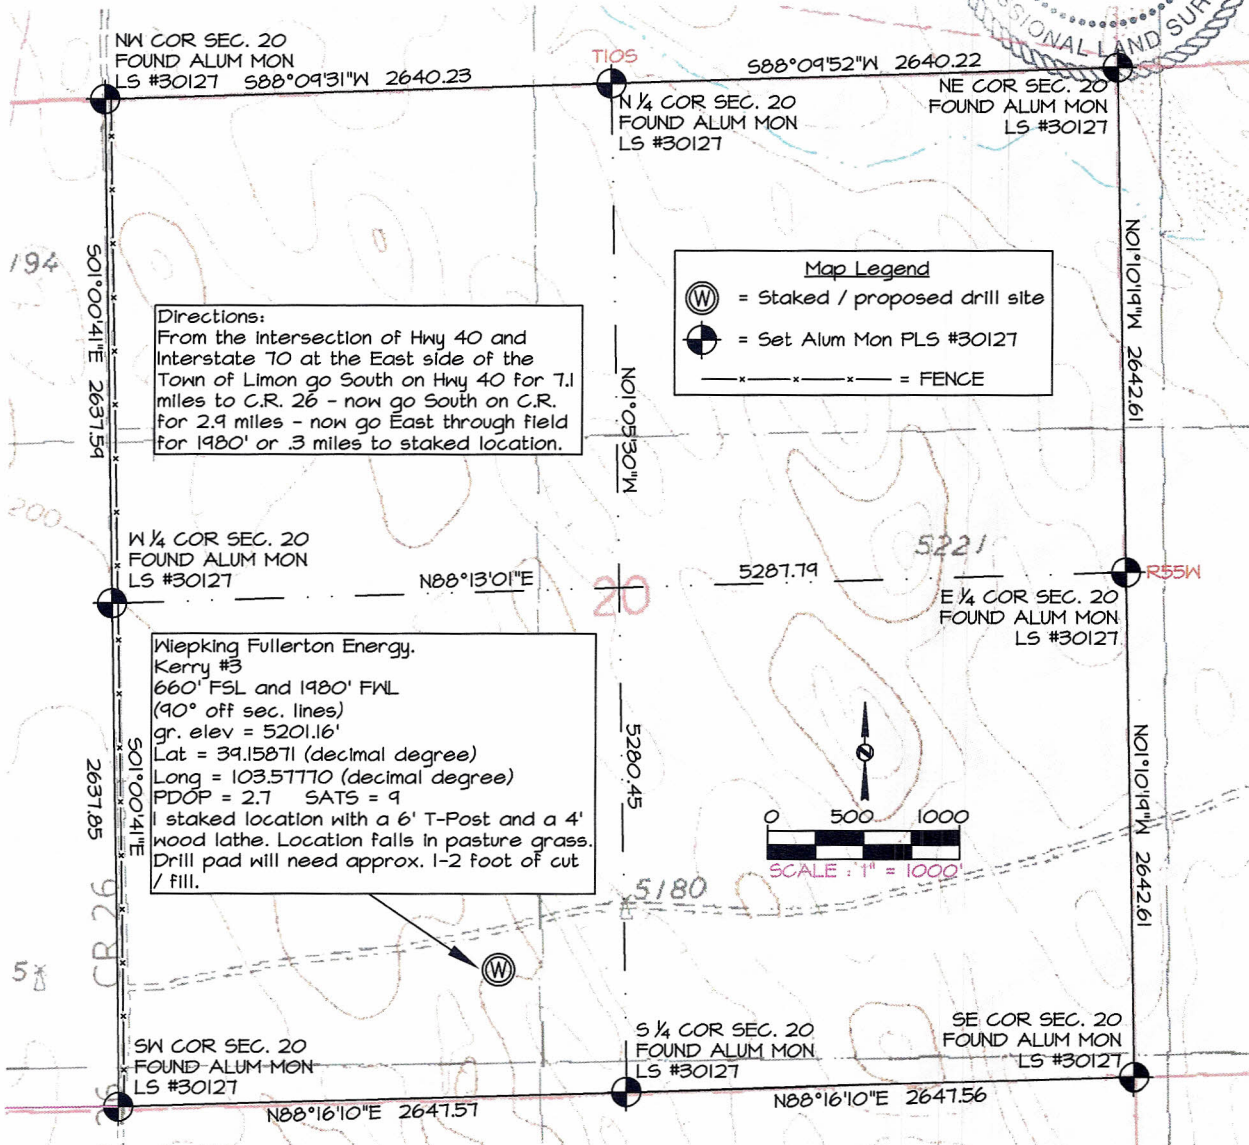 SSIONAL LAND SUR
NW COR SEC. 20
FOUND ALUM MON
LS #30127
S88°09'31"W 2640.23
T10S
S88°09'52"W 2640.22
N 1/4 COR SEC. 20
FOUND ALUM MON
LS #30127
NE COR SEC. 20
FOUND ALUM MON
LS #30127
S01°00'41"E 2637.59
194
Directions:
From the intersection of Hwy 40 and
Interstate 70 at the East side of the
Town of Limon go South on Hwy 40 for 7.1
miles to C.R. 26 - now go South on C.R.
for 2.9 miles - now go East through field
for 1980' or .3 miles to staked location.
Map Legend
W = Staked / proposed drill site
= Set Alum Mon PLS #30127
= FENCE
N01°05'30"W
N01°10'19"W 2642.61
200
W 1/4 COR SEC. 20
FOUND ALUM MON
LS #30127
N88°13'01"E
20
5287.79
5221
R55W
E 1/4 COR SEC. 20
FOUND ALUM MON
LS #30127
Wiepking Fullerton Energy.
Kerry #3
660' FSL and 1980' FWL
(90° off sec. lines)
gr. elev = 5201.16'
Lat = 39.15871 (decimal degree)
Long = 103.57770 (decimal degree)
PDOP = 2.7 SATS = 9
I staked location with a 6' T-Post and a 4'
wood lathe. Location falls in pasture grass.
Drill pad will need approx. 1-2 foot of cut
/ fill.
S01°00'41"E
2637.85
5280.45
N
0 500 1000
SCALE : 1" = 1000'
N01°10'19"W 2642.61
5180
CR 26
W
5
26
SW COR SEC. 20
FOUND ALUM MON
LS #30127
S 1/4 COR SEC. 20
FOUND ALUM MON
LS #30127
SE COR SEC. 20
FOUND ALUM MON
LS #30127
N88°16'10"E 2647.57
N88°16'10"E 2647.56